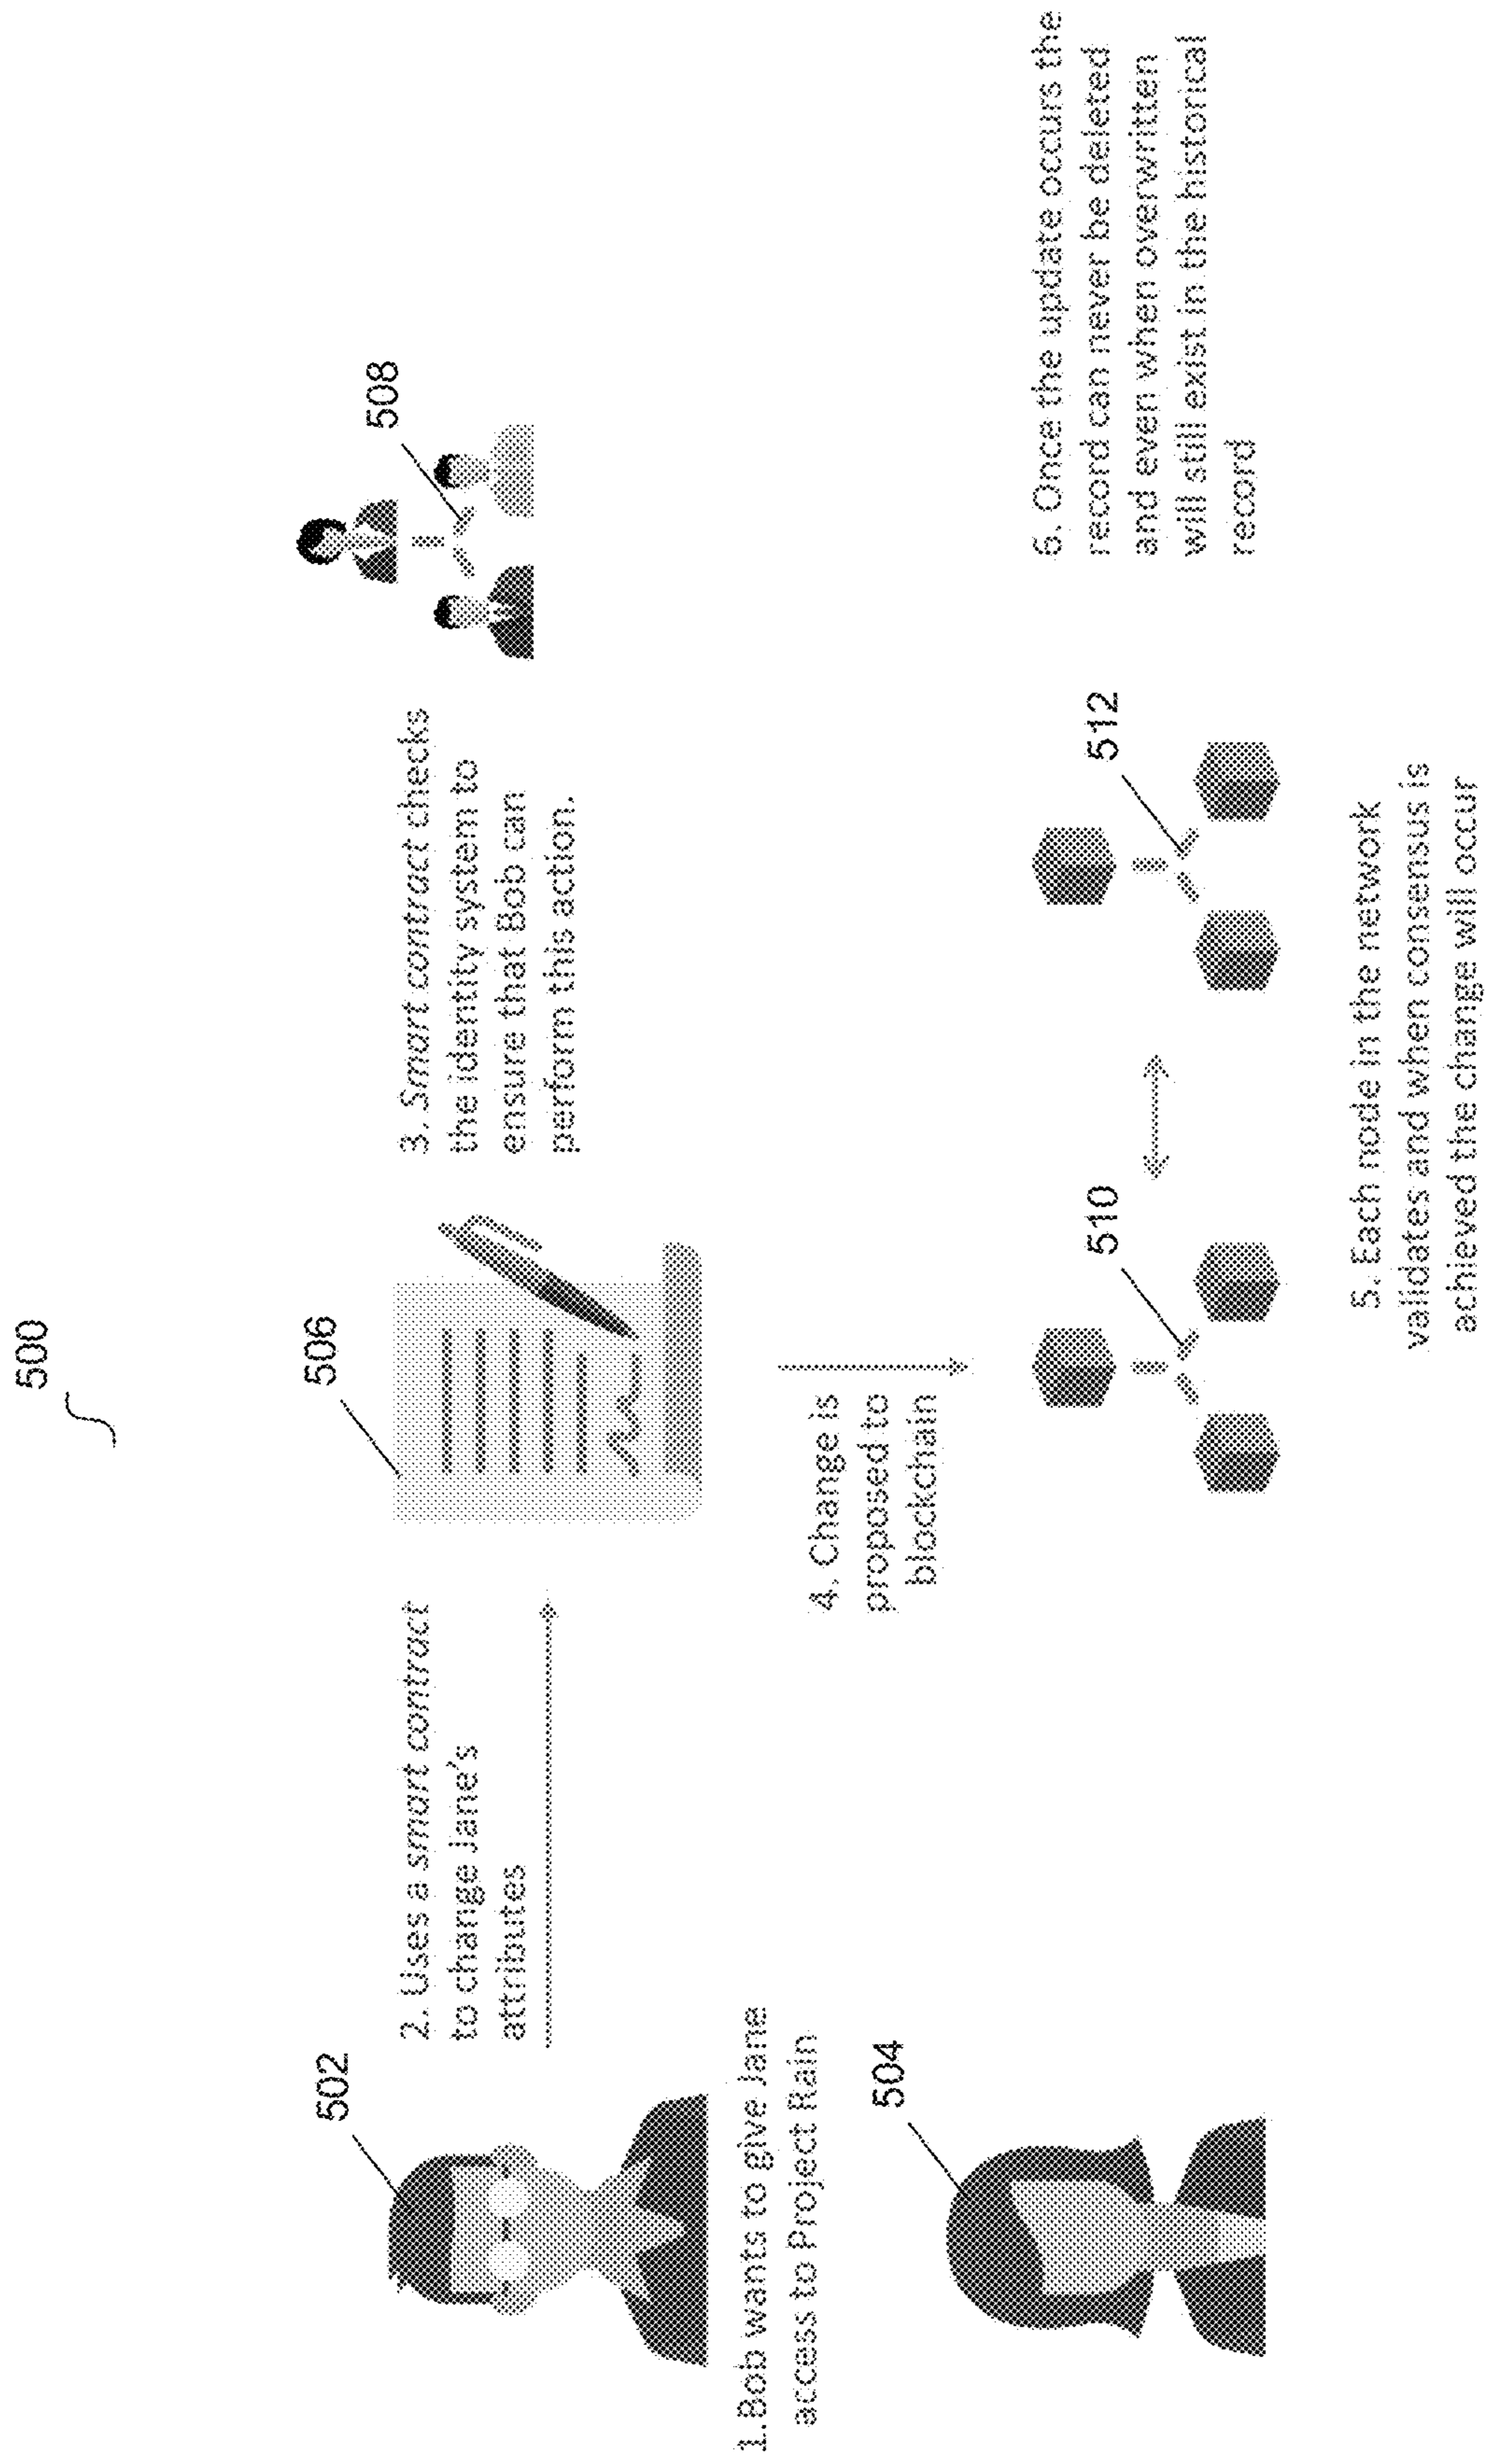 500
502
1.Bob wants to give Jane
access to Project Rain
504
2. Uses a smart contract
to change Jane's
attributes
506
3. Smart contract checks
the identity system to
ensure that Bob can
perform this action.
508
4. Change is
proposed to
blockchain
510
512
5. Each node in the network
validates and when consensus is
achieved the change will occur
6. Once the update occurs the
record can never be deleted
and even when overwritten
will still exist in the historical
record